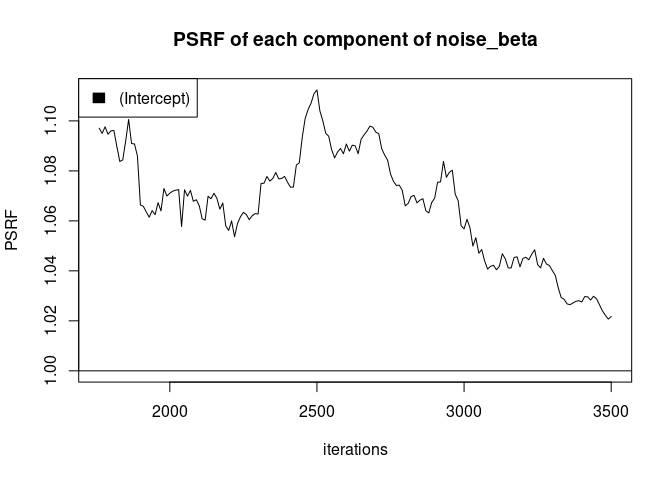 PSRF of each component of noise_beta
(Intercept)
PSRF
1.10
1.08
1.06
1.04
1.02
1.00
2000 2500 3000 3500
iterations